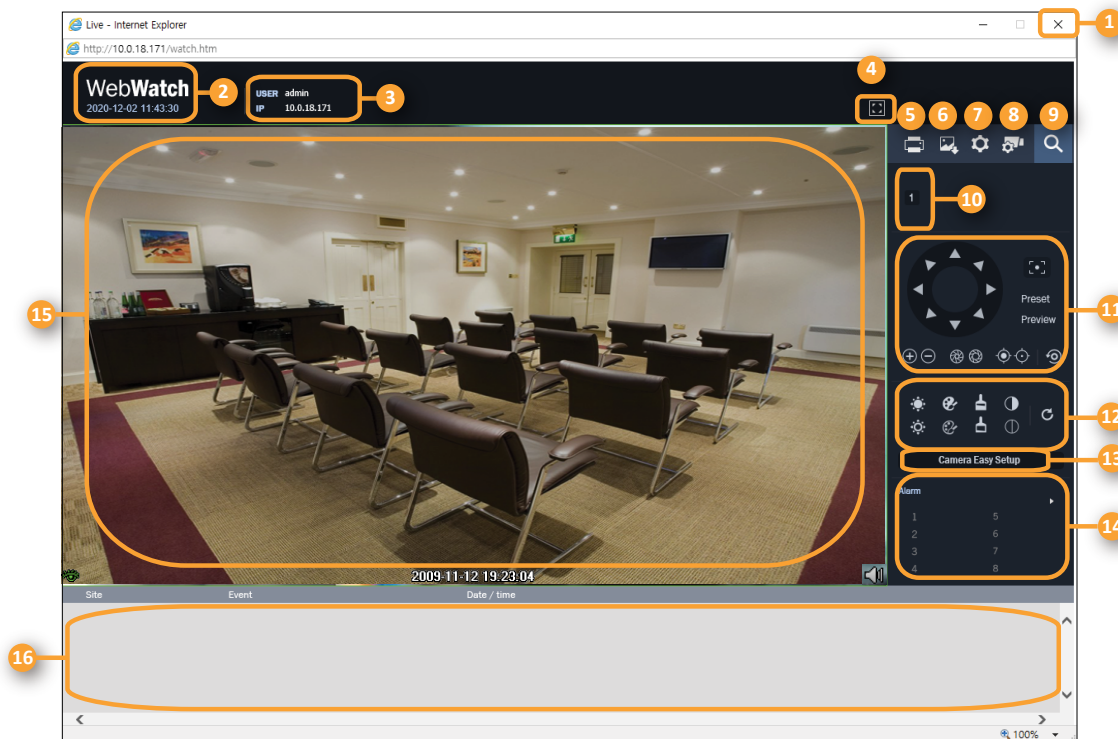 Live - Internet Explorer
1
http://10.0.18.171/watch.htm
WebWatch
2020-12-02 11:43:30
2
USER admin
IP 10.0.18.171
3
4
5 6 7 8 9
1
10
Preset
Preview
11
12
Camera Easy Setup
13
Alarm
1 5
2 6
3 7
4 8
14
15
2009-11-12 19:23:04
Site Event Date / time
16
100%